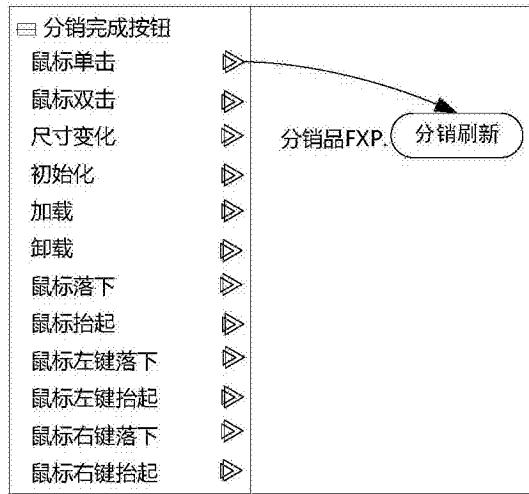 分销完成按钮
鼠标单击
鼠标双击
尺寸变化
分销品FXP. 分销刷新
初始化
加载
卸载
鼠标落下
鼠标抬起
鼠标左键落下
鼠标左键抬起
鼠标右键落下
鼠标右键抬起